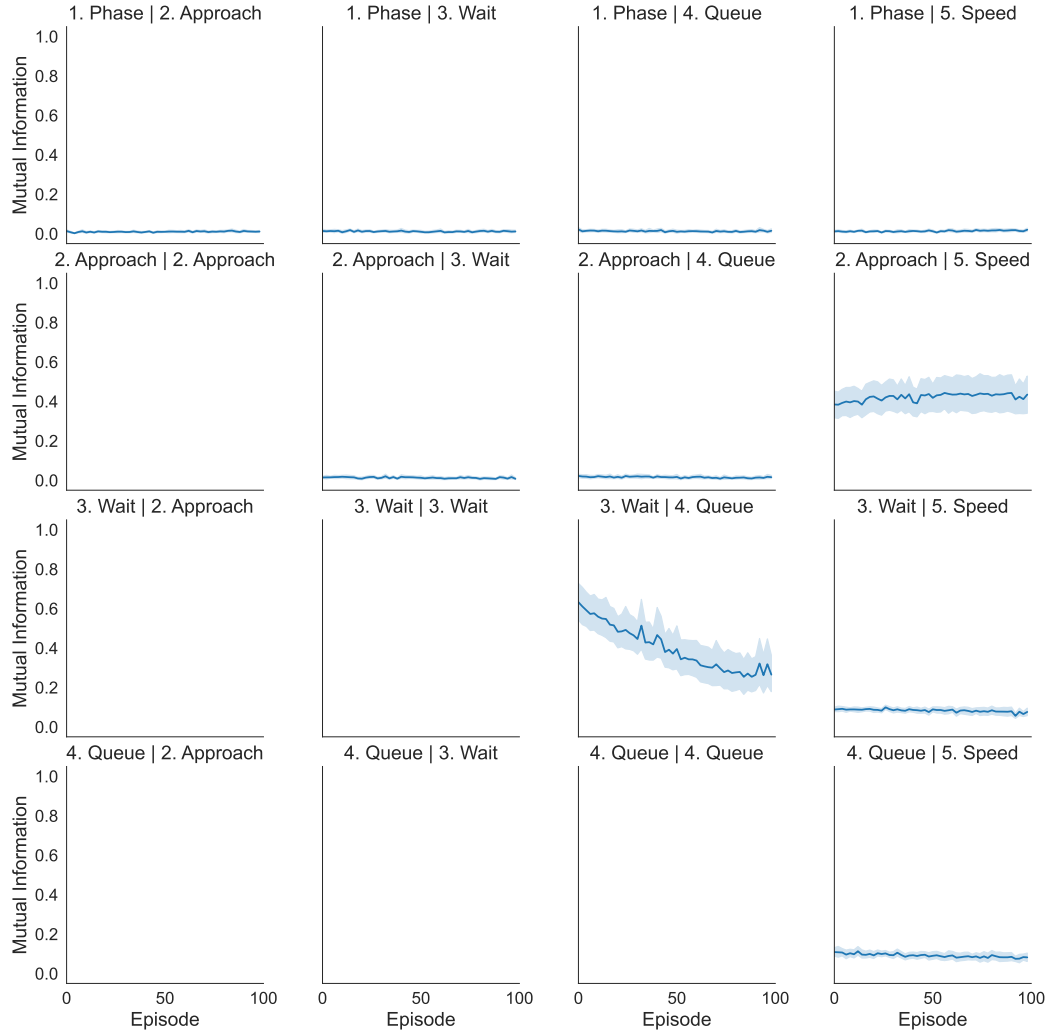 1. Phase | 2. Approach
1. Phase | 3. Wait
1. Phase | 4. Queue
1. Phase | 5. Speed
Mutual Information
1.0
0.8
0.6
0.4
0.2
0.0
2. Approach | 2. Approach
2. Approach | 3. Wait
2. Approach | 4. Queue
2. Approach | 5. Speed
Mutual Information
1.0
0.8
0.6
0.4
0.2
0.0
3. Wait | 2. Approach
3. Wait | 3. Wait
3. Wait | 4. Queue
3. Wait | 5. Speed
Mutual Information
1.0
0.8
0.6
0.4
0.2
0.0
4. Queue | 2. Approach
4. Queue | 3. Wait
4. Queue | 4. Queue
4. Queue | 5. Speed
Mutual Information
1.0
0.8
0.6
0.4
0.2
0.0
0 50 100
0 50 100
0 50 100
0 50 100
Episode
Episode
Episode
Episode